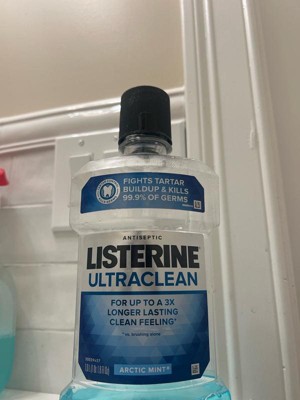 FIGHTS TARTAR
BUILDUP & KILLS
99.9% OF GERMS
ANTISEPTIC
LISTERINE
ULTRACLEAN
FOR UP TO A 3X
LONGER LASTING
CLEAN FEELING*
ARCTIC MINT®